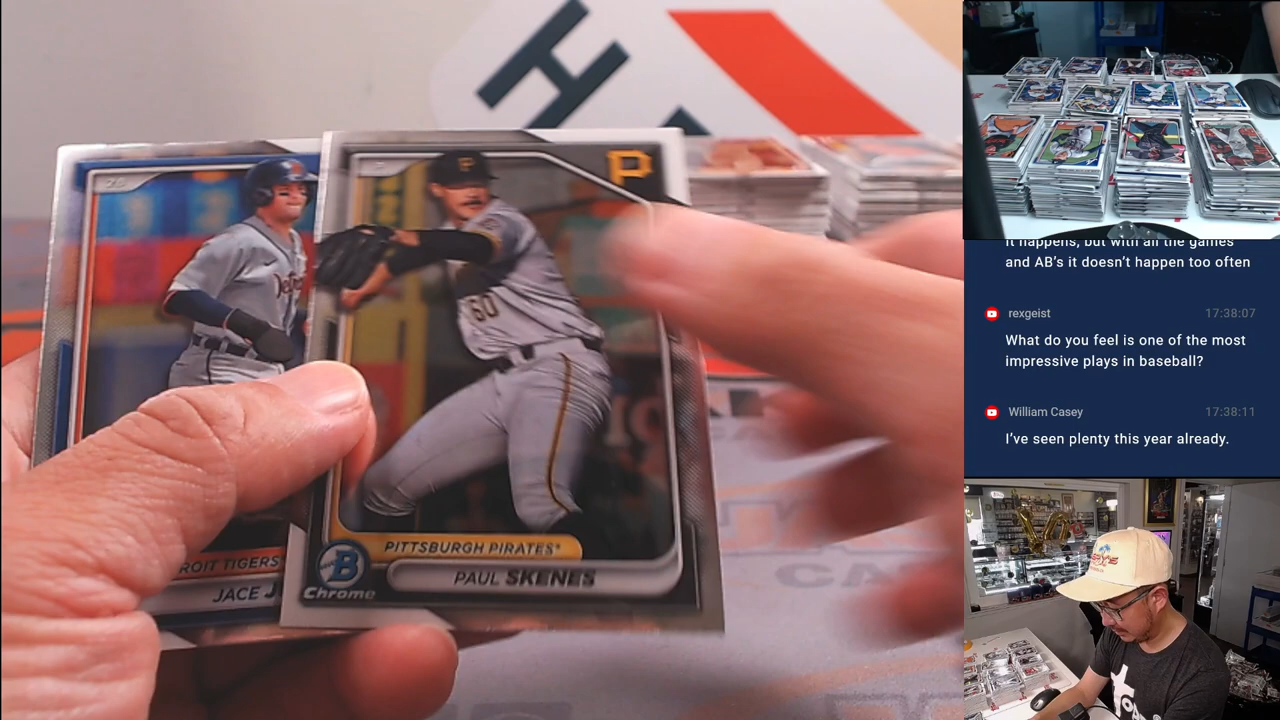 P
60
PITTSBURGH PIRATES
PAUL SKENES
B
Chrome
ROIT TIGERS
JACE J
it happens, but with all the games
and AB's it doesn't happen too often
rexgeist
17:38:07
What do you feel is one of the most
impressive plays in baseball?
William Casey
17:38:11
I've seen plenty this year already.